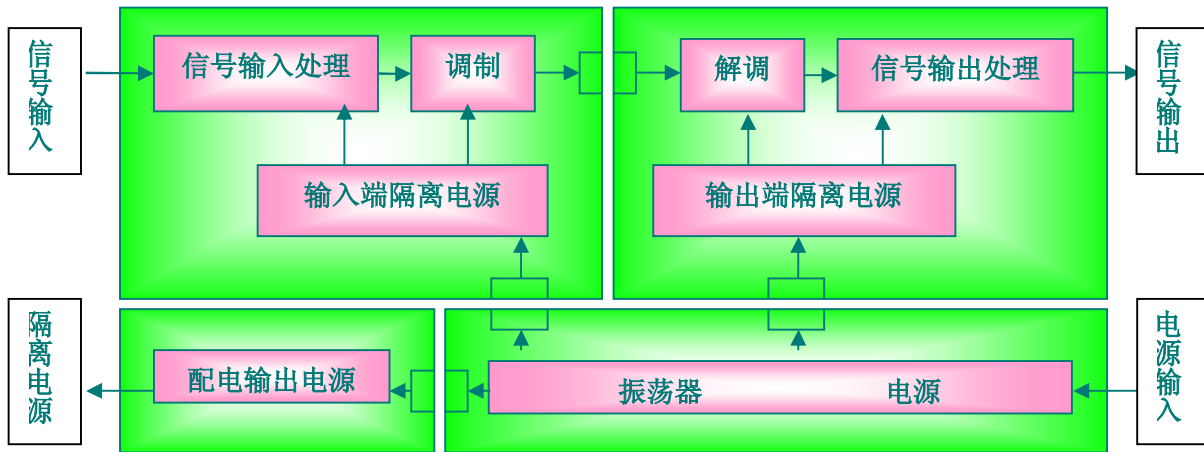 信号输入
信号输入处理
调制
解调
信号输出处理
信号输出
输入端隔离电源
输出端隔离电源
隔离电源
配电输出电源
振荡器 电源
电源输入